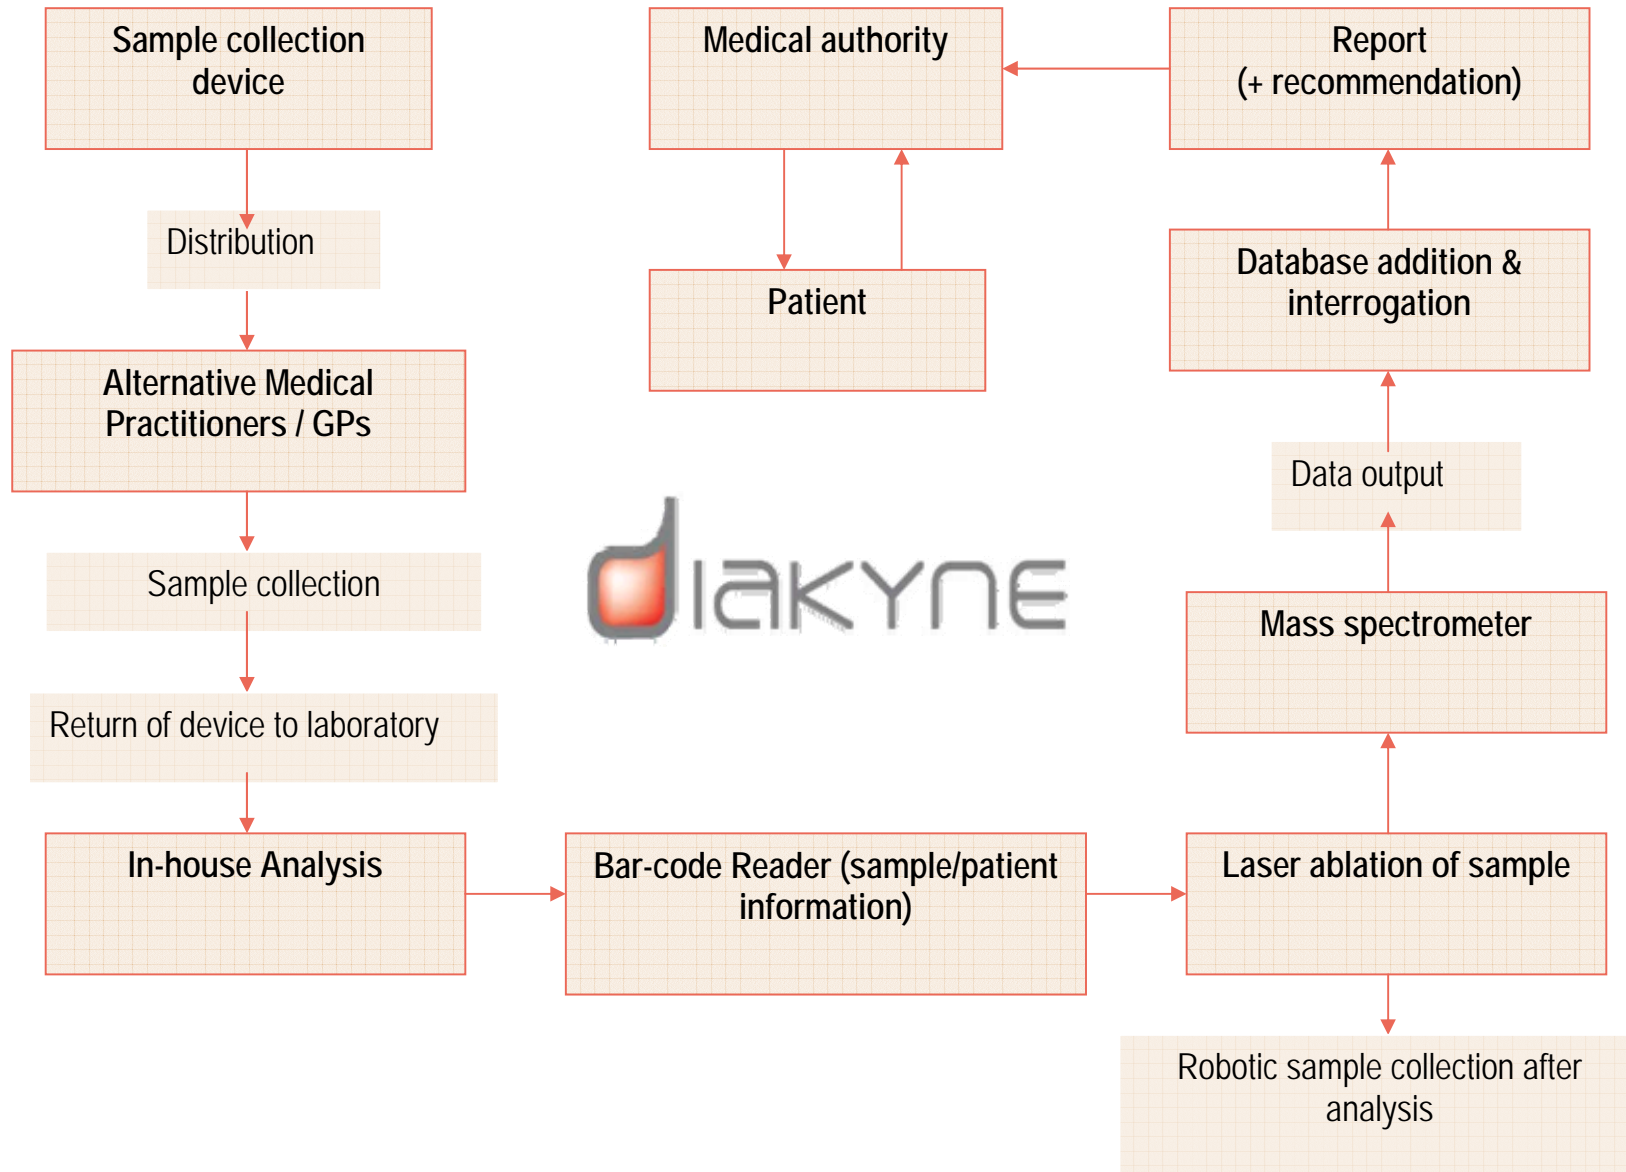 Sample collection
device
Medical authority
Report
(+ recommendation)
Distribution
Patient
Database addition &
interrogation
Alternative Medical
Practitioners / GPs
Data output
Sample collection
diakyne
Mass spectrometer
Return of device to laboratory
In-house Analysis
Bar-code Reader (sample/patient
information)
Laser ablation of sample
Robotic sample collection after
analysis